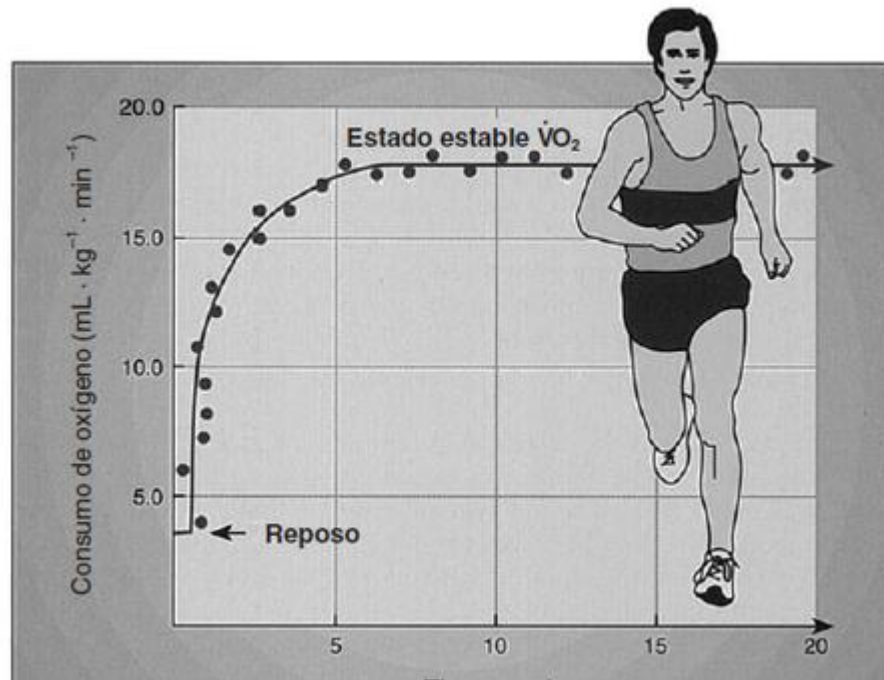 20.0
Estado estable V̇O₂
15.0
10.0
5.0
Reposo
Consumo de oxígeno (mL · kg⁻¹ · min⁻¹)
5
10
15
20